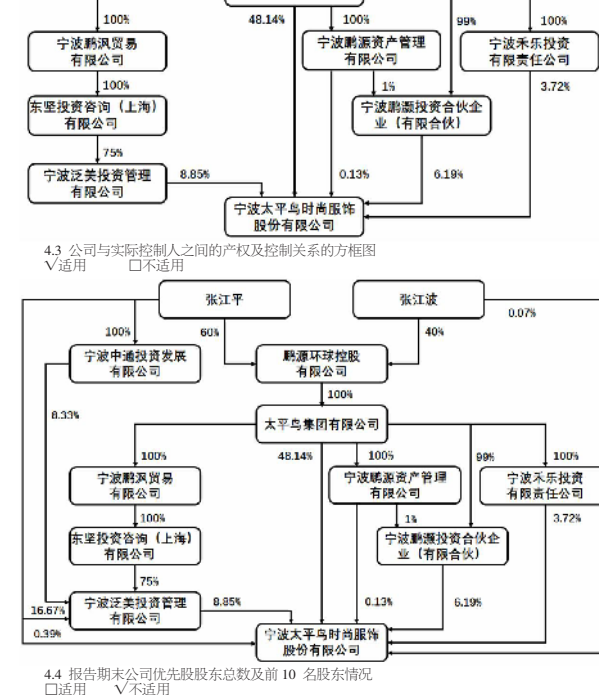 48.14%
100%
100%
99%
100%
宁波鹏沨贸易
有限公司
宁波鹏源资产管理
有限公司
宁波禾乐投资
有限责任公司
100%
1%
3.72%
东坚投资咨询（上海）
有限公司
宁波鹏灏投资合伙企
业（有限合伙）
75%
宁波泛美投资管理
有限公司
8.85%
0.13%
6.19%
宁波太平鸟时尚服饰
股份有限公司
4.3 公司与实际控制人之间的产权及控制关系的方框图
√适用 □不适用
张江平
张江波
0.07%
100%
60%
40%
宁波中通投资发展
有限公司
鹏源环球控股
有限公司
100%
8.33%
太平鸟集团有限公司
100%
48.14%
100%
99%
100%
宁波鹏沨贸易
有限公司
宁波鹏源资产管理
有限公司
宁波禾乐投资
有限责任公司
100%
1%
3.72%
东坚投资咨询（上海）
有限公司
宁波鹏灏投资合伙企
业（有限合伙）
75%
宁波泛美投资管理
有限公司
8.85%
0.13%
6.19%
16.67%
0.39%
宁波太平鸟时尚服饰
股份有限公司
4.4 报告期末公司优先股股东总数及前 10 名股东情况
□适用 √不适用